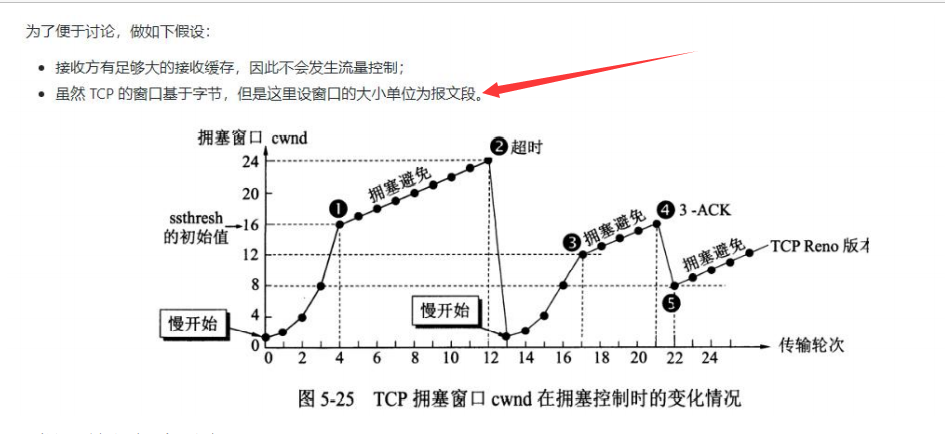 为了便于讨论，做如下假设：
接收方有足够大的接收缓存，因此不会发生流量控制；
虽然 TCP 的窗口基于字节，但是这里设窗口的大小单位为报文段。
拥塞窗口 cwnd
24
20
16
12
8
4
0
ssthresh
的初始值
慢开始
❶
拥塞避免
❷ 超时
慢开始
❸ 拥塞避免
❹ 3 -ACK
拥塞避免
TCP Reno 版本
❺
0 2 4 6 8 10 12 14 16 18 20 22 24
传输轮次
图 5-25 TCP 拥塞窗口 cwnd 在拥塞控制时的变化情况